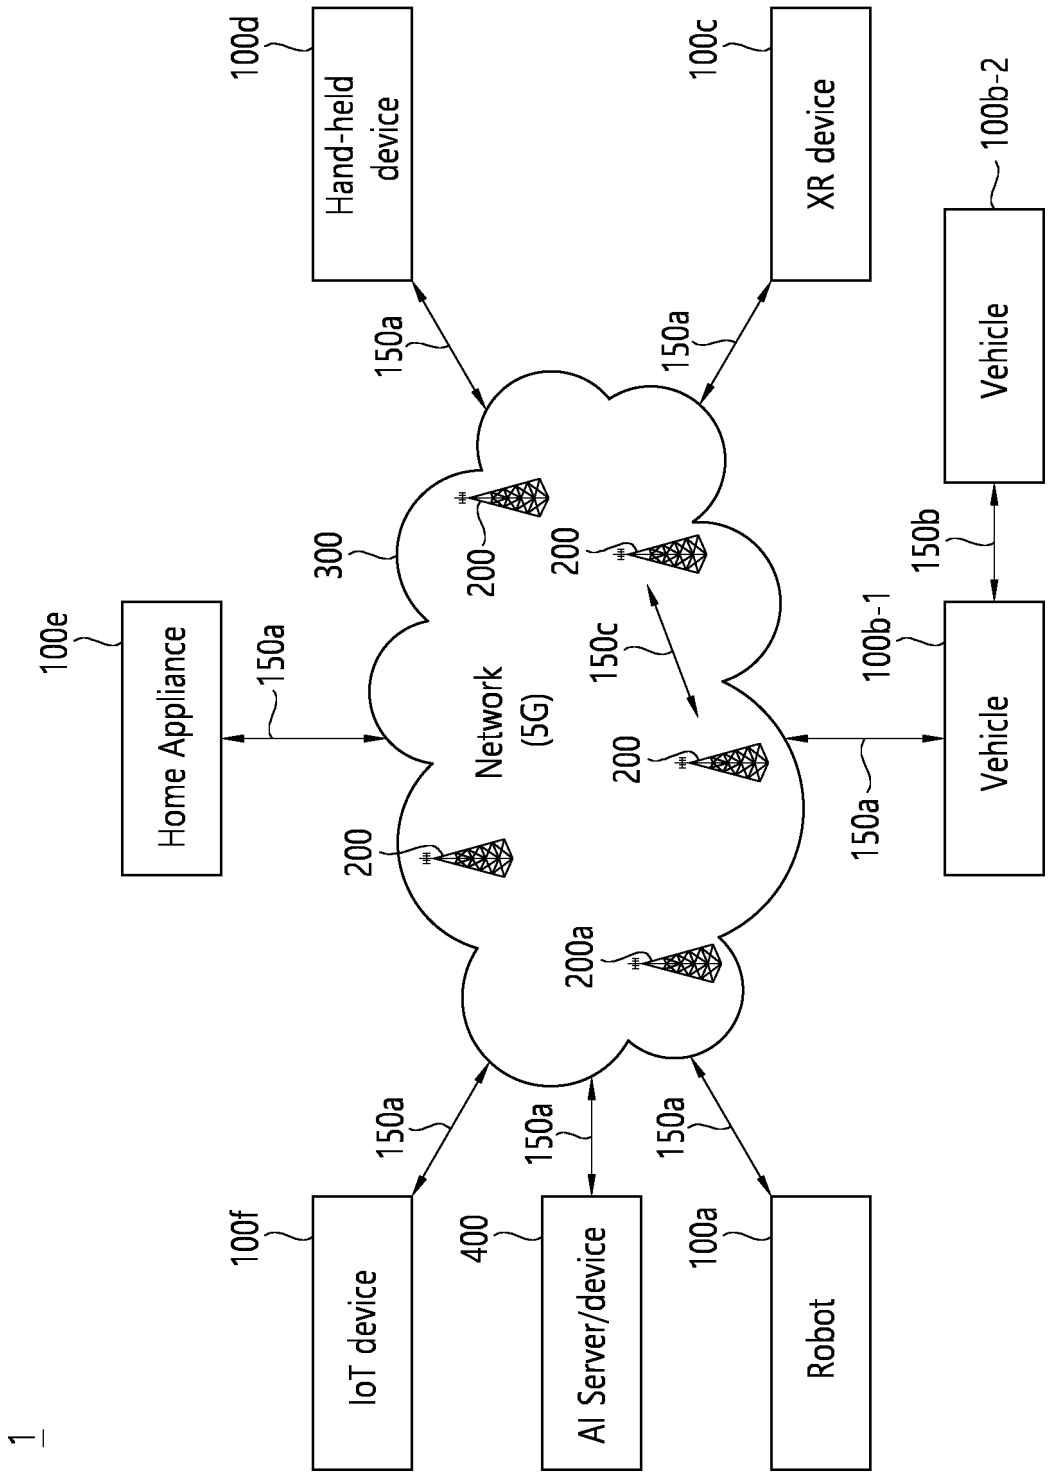 1
100e
Home Appliance
150a
100f
IoT device
150a
200
300
100d
Hand-held
device
150a
400
AI Server/device
150a
Network
(5G)
200
200a
200
150c
200
100a
Robot
150a
150a
100c
XR device
150a
100b-1
Vehicle
150b
Vehicle
100b-2